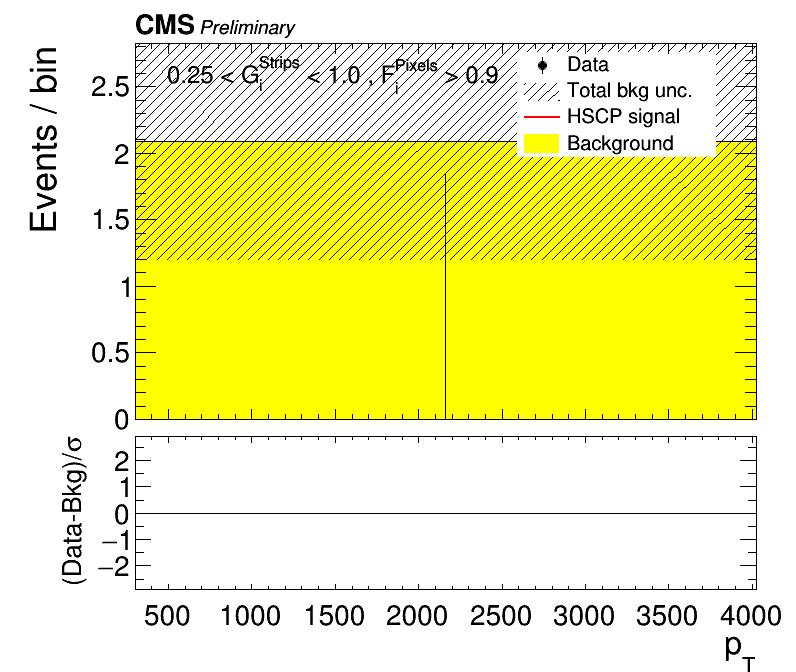 CMS Preliminary
Events / bin
0.25 < G_i^Strips < 1.0 , F_i^Pixels > 0.9
Data
Total bkg unc.
HSCP signal
Background
2.5
2
1.5
1
0.5
0
(Data-Bkg)/σ
2
1
0
−1
−2
500 1000 1500 2000 2500 3000 3500 4000
p_T